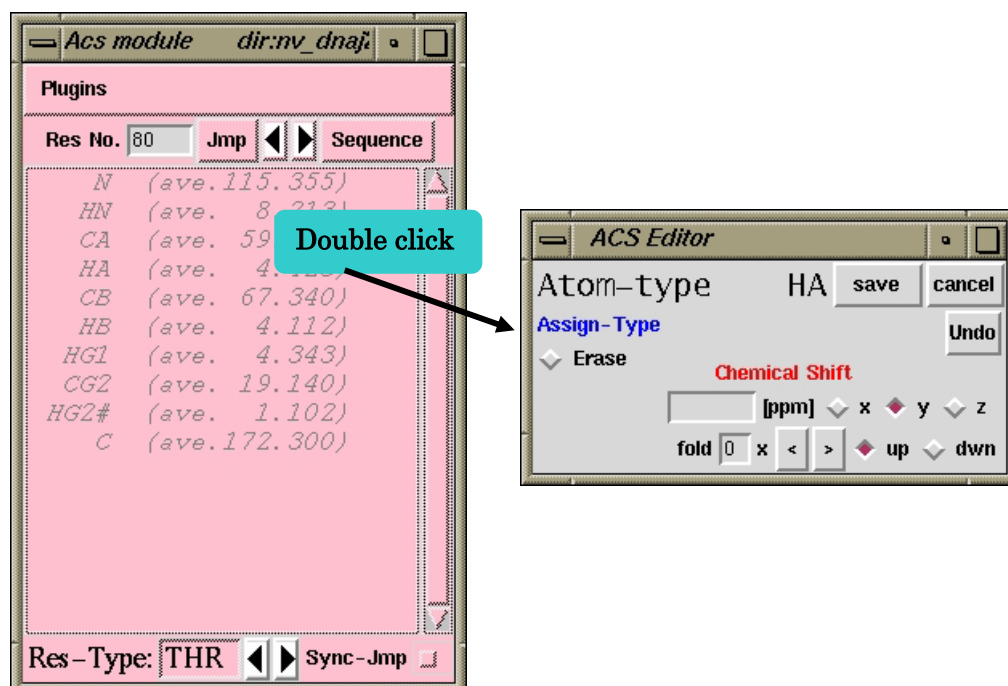 Acs module dir:nv_dnaj
Plugins
Res No. 80 Jmp Sequence
N (ave.115.355)
HN (ave. 8.213)
CA (ave. 59
HA (ave. 4.
CB (ave. 67.340)
HB (ave. 4.112)
HG1 (ave. 4.343)
CG2 (ave. 19.140)
HG2# (ave. 1.102)
C (ave.172.300)
Res-Type: THR Sync-Jmp
Double click
ACS Editor
Atom-type HA save cancel
Assign-Type Undo
Erase
Chemical Shift
[ppm] x y z
fold 0 x < > up dwn